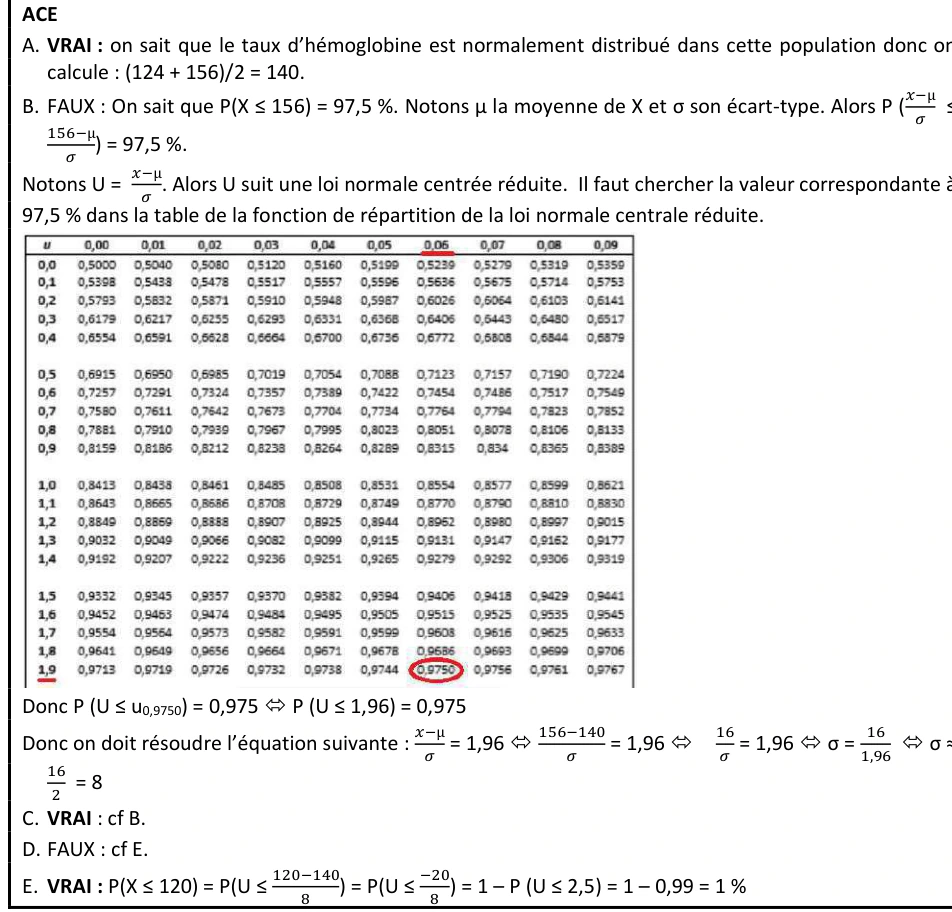 ACE
A. VRAI : on sait que le taux d’hémoglobine est normalement distribué dans cette population donc on
calcule : (124 + 156)/2 = 140.
B. FAUX : On sait que P(X ≤ 156) = 97,5 %. Notons μ la moyenne de X et σ son écart-type. Alors P (x−μ/σ ≤
156−μ/σ) = 97,5 %.
Notons U = x−μ/σ. Alors U suit une loi normale centrée réduite. Il faut chercher la valeur correspondante à
97,5 % dans la table de la fonction de répartition de la loi normale centrale réduite.
u 0,00 0,01 0,02 0,03 0,04 0,05 0,06 0,07 0,08 0,09
0,0 0,5000 0,5040 0,5080 0,5120 0,5160 0,5199 0,5239 0,5279 0,5319 0,5359
0,1 0,5398 0,5438 0,5478 0,5517 0,5557 0,5596 0,5636 0,5675 0,5714 0,5753
0,2 0,5793 0,5832 0,5871 0,5910 0,5948 0,5987 0,6026 0,6064 0,6103 0,6141
0,3 0,6179 0,6217 0,6255 0,6293 0,6331 0,6368 0,6406 0,6443 0,6480 0,6517
0,4 0,6554 0,6591 0,6628 0,6664 0,6700 0,6736 0,6772 0,6808 0,6844 0,6879
0,5 0,6915 0,6950 0,6985 0,7019 0,7054 0,7088 0,7123 0,7157 0,7190 0,7224
0,6 0,7257 0,7291 0,7324 0,7357 0,7389 0,7422 0,7454 0,7486 0,7517 0,7549
0,7 0,7580 0,7611 0,7642 0,7673 0,7704 0,7734 0,7764 0,7794 0,7823 0,7852
0,8 0,7881 0,7910 0,7939 0,7967 0,7995 0,8023 0,8051 0,8078 0,8106 0,8133
0,9 0,8159 0,8186 0,8212 0,8238 0,8264 0,8289 0,8315 0,834 0,8365 0,8389
1,0 0,8413 0,8438 0,8461 0,8485 0,8508 0,8531 0,8554 0,8577 0,8599 0,8621
1,1 0,8643 0,8665 0,8686 0,8708 0,8729 0,8749 0,8770 0,8790 0,8810 0,8830
1,2 0,8849 0,8869 0,8888 0,8907 0,8925 0,8944 0,8962 0,8980 0,8997 0,9015
1,3 0,9032 0,9049 0,9066 0,9082 0,9099 0,9115 0,9131 0,9147 0,9162 0,9177
1,4 0,9192 0,9207 0,9222 0,9236 0,9251 0,9265 0,9279 0,9292 0,9306 0,9319
1,5 0,9332 0,9345 0,9357 0,9370 0,9382 0,9394 0,9406 0,9418 0,9429 0,9441
1,6 0,9452 0,9463 0,9474 0,9484 0,9495 0,9505 0,9515 0,9525 0,9535 0,9545
1,7 0,9554 0,9564 0,9573 0,9582 0,9591 0,9599 0,9608 0,9616 0,9625 0,9633
1,8 0,9641 0,9649 0,9656 0,9664 0,9671 0,9678 0,9686 0,9693 0,9699 0,9706
1,9 0,9713 0,9719 0,9726 0,9732 0,9738 0,9744 0,9750 0,9756 0,9761 0,9767
Donc P (U ≤ u0,9750) = 0,975 ⇔ P (U ≤ 1,96) = 0,975
Donc on doit résoudre l’équation suivante : x−μ/σ = 1,96 ⇔ 156−140/σ = 1,96 ⇔ 16/σ = 1,96 ⇔ σ = 16/1,96 ⇔ σ ≈
16/2 = 8
C. VRAI : cf B.
D. FAUX : cf E.
E. VRAI : P(X ≤ 120) = P(U ≤ 120−140/8) = P(U ≤ −20/8) = 1 – P (U ≤ 2,5) = 1 – 0,99 = 1 %